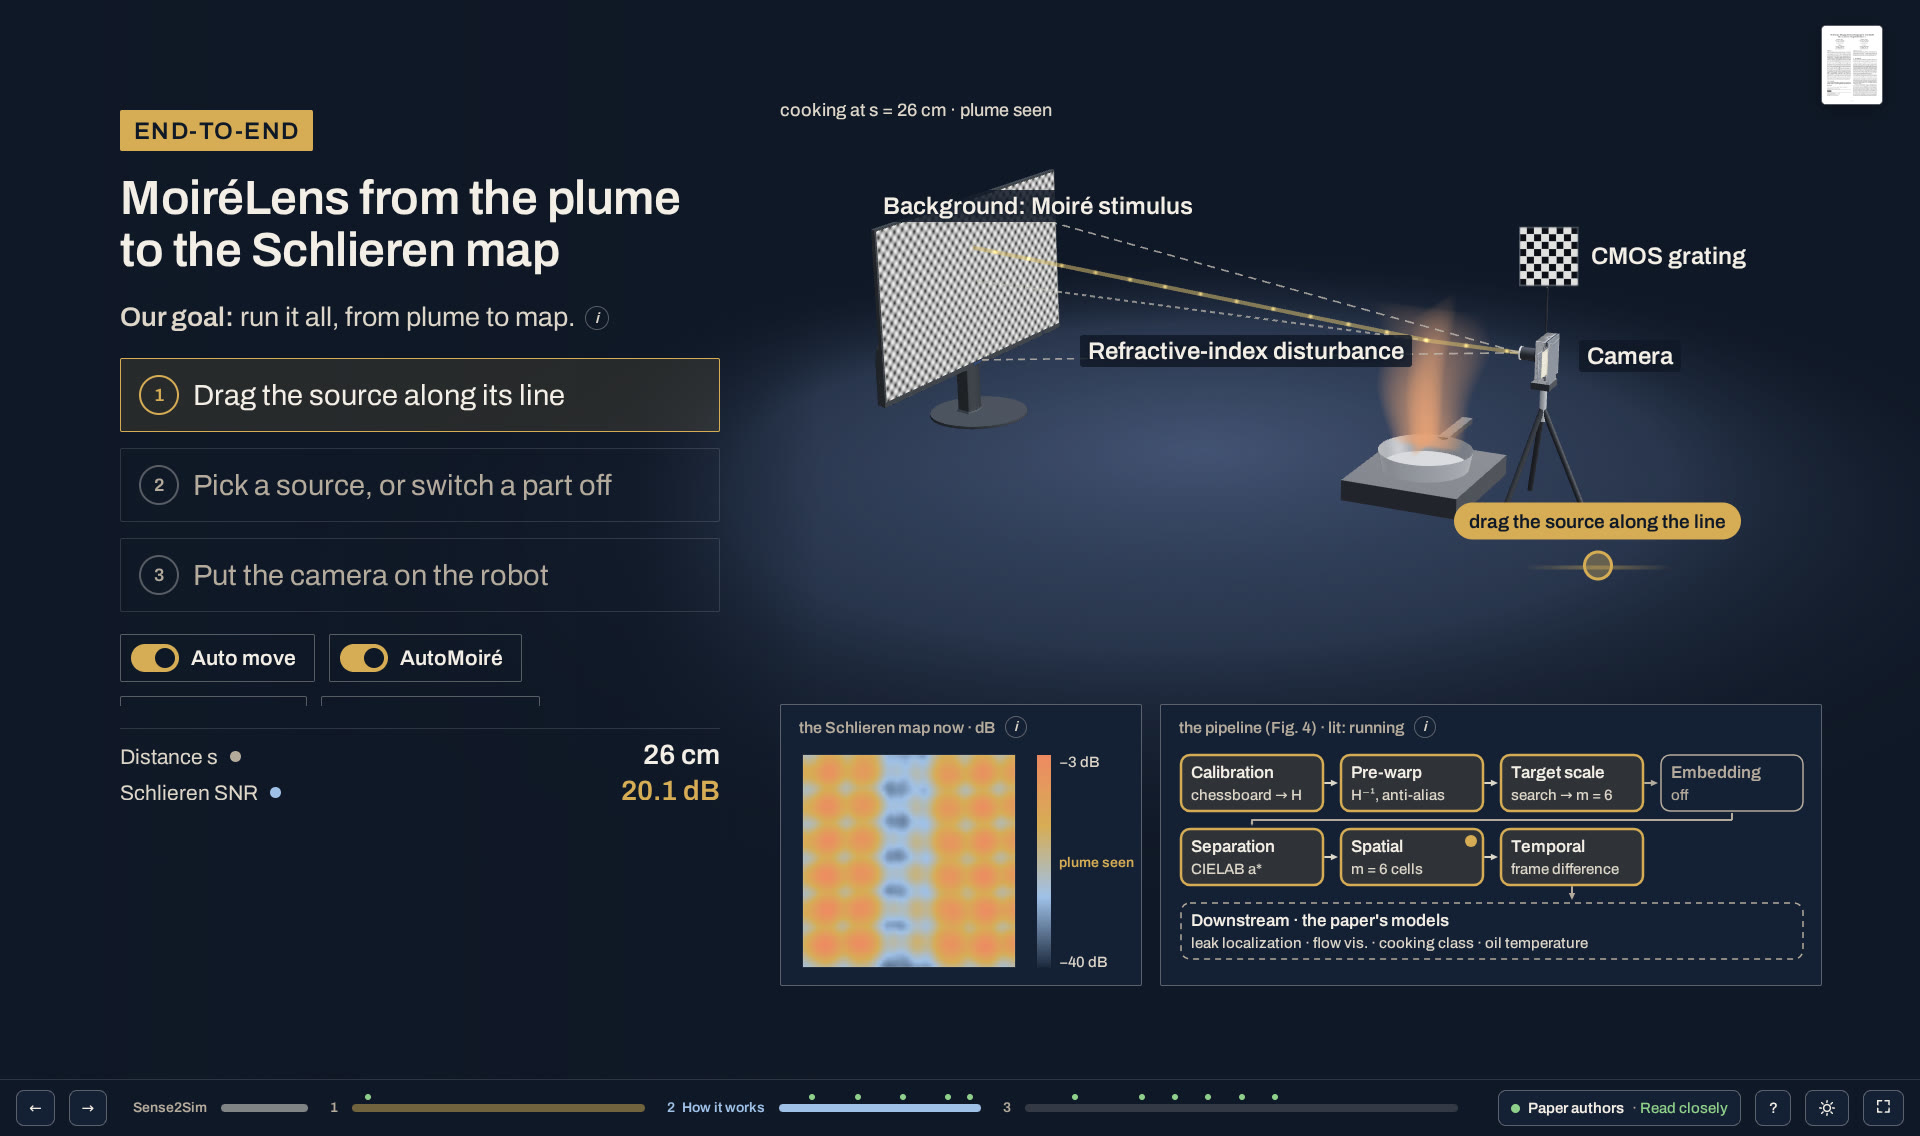 END-TO-END
MoiréLens from the plume
to the Schlieren map
Our goal: run it all, from plume to map. i
1 Drag the source along its line
2 Pick a source, or switch a part off
3 Put the camera on the robot
Auto move
AutoMoiré
Distance s 26 cm
Schlieren SNR 20.1 dB
cooking at s = 26 cm · plume seen
Background: Moiré stimulus
CMOS grating
Refractive-index disturbance
Camera
drag the source along the line
the Schlieren map now · dB i
−3 dB
plume seen
−40 dB
the pipeline (Fig. 4) · lit: running i
Calibration
chessboard → H
Pre-warp
H⁻¹, anti-alias
Target scale
search → m = 6
Embedding
off
Separation
CIELAB a*
Spatial
m = 6 cells
Temporal
frame difference
Downstream · the paper's models
leak localization · flow vis. · cooking class · oil temperature
← → Sense2Sim 1 2 How it works 3 Paper authors · Read closely ?